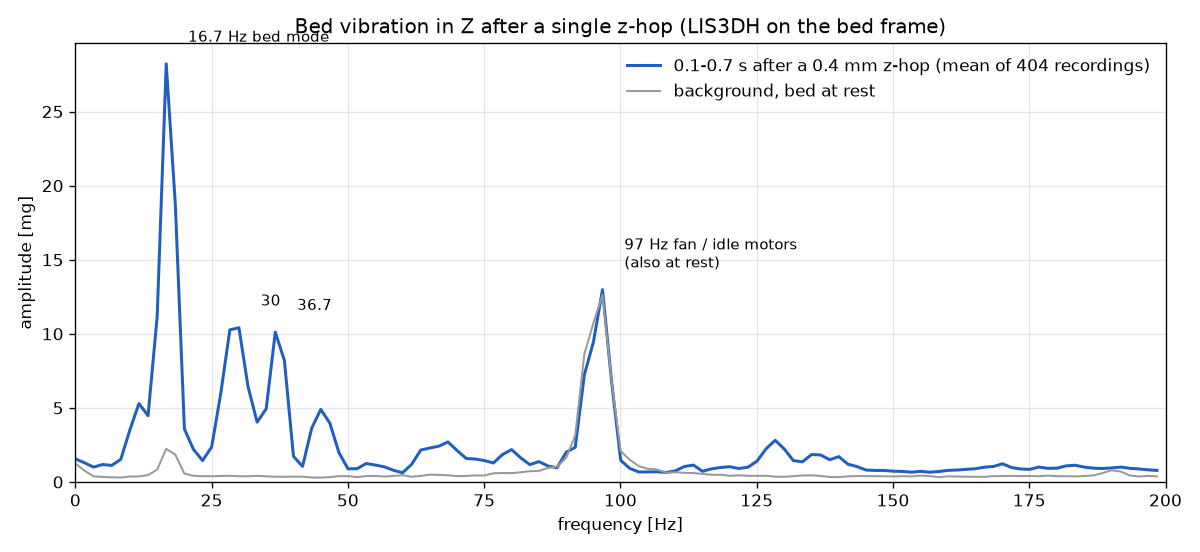 Bed vibration in Z after a single z-hop (LIS3DH on the bed frame)
16.7 Hz bed mode
0.1-0.7 s after a 0.4 mm z-hop (mean of 404 recordings)
background, bed at rest
97 Hz fan / idle motors
(also at rest)
30
36.7
amplitude [mg]
25
20
15
10
5
0
0 25 50 75 100 125 150 175 200
frequency [Hz]